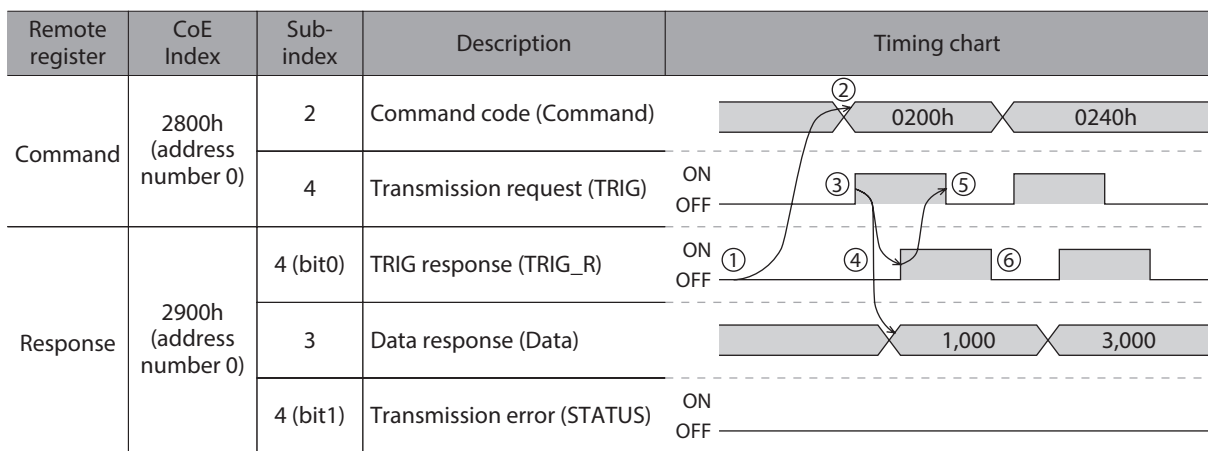 Remote
register
CoE
Index
Sub-
index
Description
Timing chart
Command
2800h
(address
number 0)
2
Command code (Command)
②
0200h
0240h
4
Transmission request (TRIG)
ON
OFF
③
⑤
Response
2900h
(address
number 0)
4 (bit0)
TRIG response (TRIG_R)
ON
OFF
①
④
⑥
3
Data response (Data)
1,000
3,000
4 (bit1)
Transmission error (STATUS)
ON
OFF